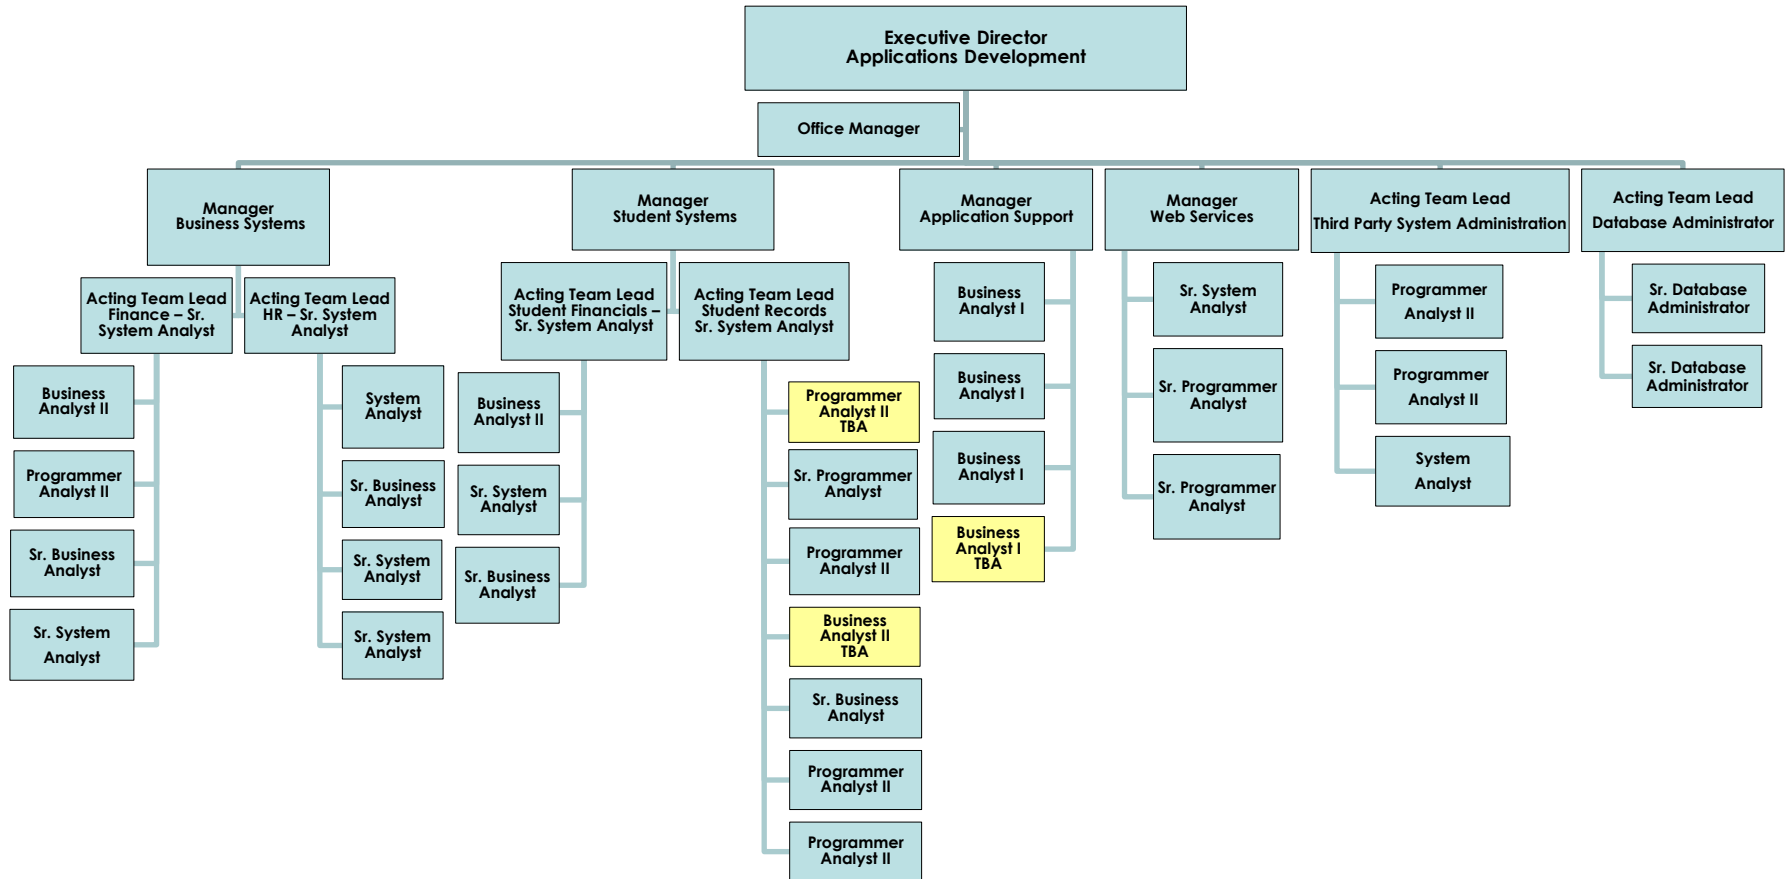 Executive Director
Applications Development
Office Manager
Manager
Business Systems
Manager
Student Systems
Manager
Application Support
Manager
Web Services
Acting Team Lead
Third Party System Administration
Acting Team Lead
Database Administrator
Acting Team Lead
Finance – Sr.
System Analyst
Acting Team Lead
HR – Sr. System
Analyst
Acting Team Lead
Student Financials –
Sr. System Analyst
Acting Team Lead
Student Records
Sr. System Analyst
Business
Analyst II
Programmer
Analyst II
Sr. Business
Analyst
Sr. System
Analyst
System
Analyst
Sr. Business
Analyst
Sr. System
Analyst
Sr. System
Analyst
Business
Analyst II
Sr. System
Analyst
Sr. Business
Analyst
Programmer
Analyst II
TBA
Sr. Programmer
Analyst
Programmer
Analyst II
Business
Analyst II
TBA
Sr. Business
Analyst
Programmer
Analyst II
Programmer
Analyst II
Business
Analyst I
Business
Analyst I
Business
Analyst I
Business
Analyst I
TBA
Sr. System
Analyst
Sr. Programmer
Analyst
Sr. Programmer
Analyst
Programmer
Analyst II
Programmer
Analyst II
System
Analyst
Sr. Database
Administrator
Sr. Database
Administrator